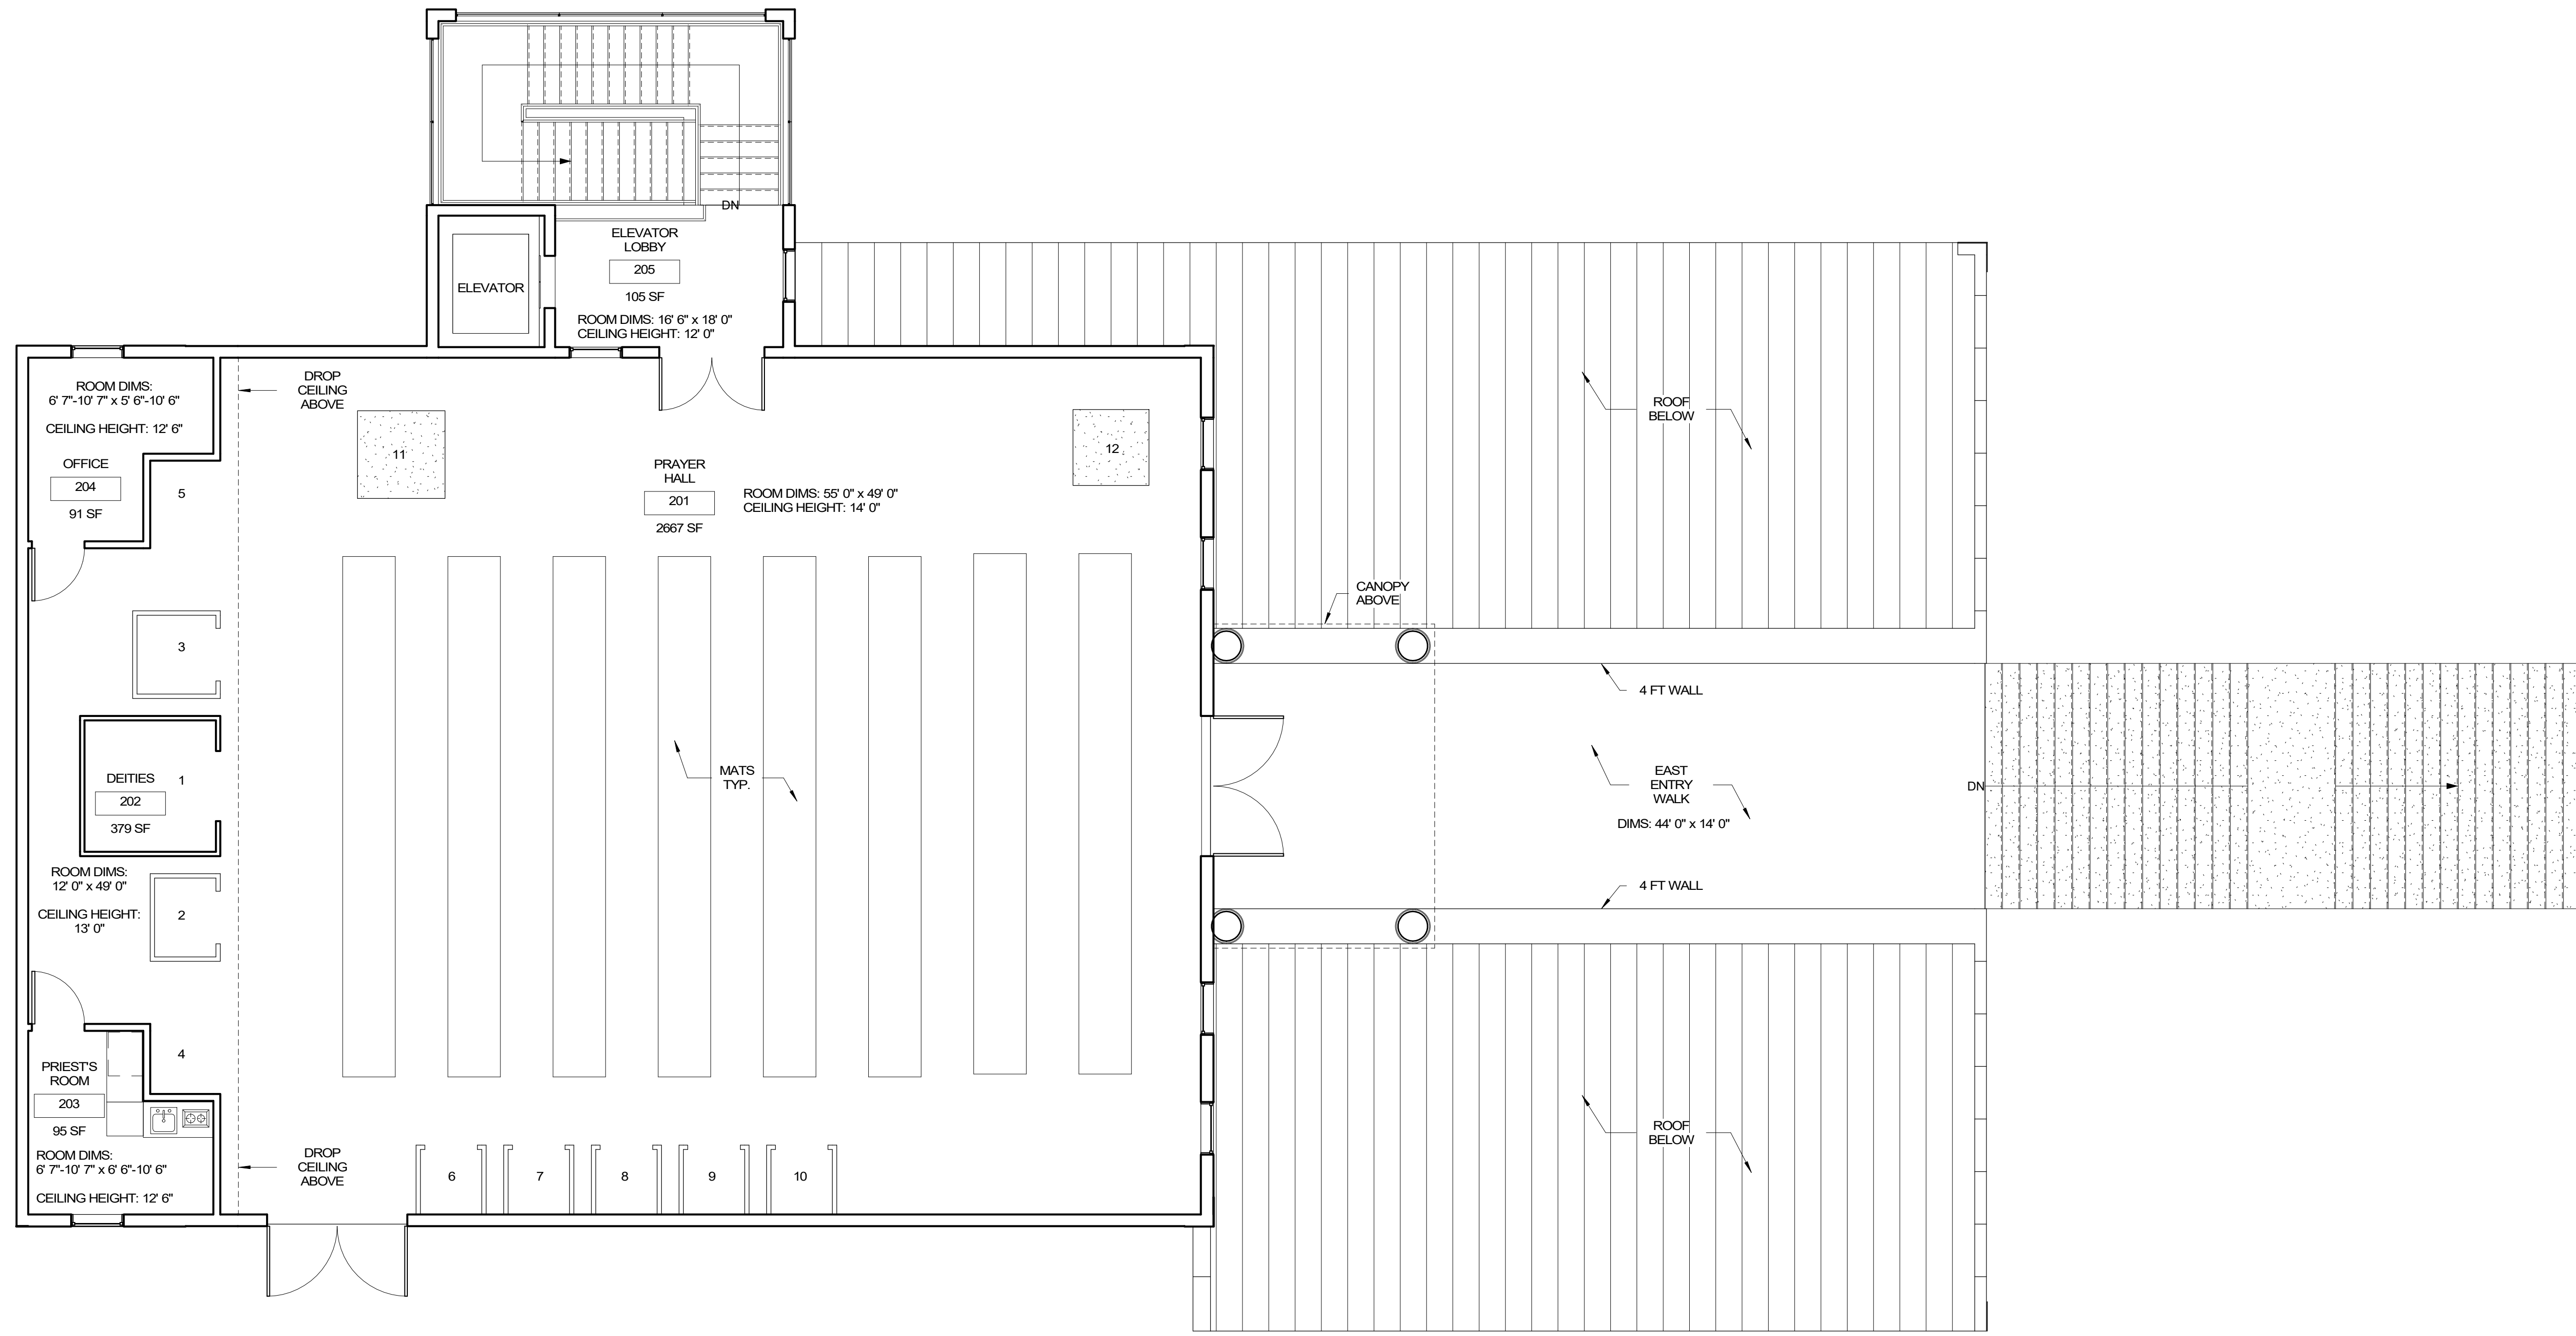 DN
ELEVATOR
LOBBY
205
105 SF
ROOM DIMS: 16' 6" x 18' 0"
CEILING HEIGHT: 12' 0"
ELEVATOR
ROOM DIMS:
6' 7"-10' 7" x 5' 6"-10' 6"
CEILING HEIGHT: 12' 6"
OFFICE
204
91 SF
DROP
CEILING
ABOVE
5
11
PRAYER
HALL
201
2667 SF
ROOM DIMS: 55' 0" x 49' 0"
CEILING HEIGHT: 14' 0"
12
ROOF
BELOW
CANOPY
ABOVE
3
4 FT WALL
DEITIES
202
379 SF
1
MATS
TYP.
EAST
ENTRY
WALK
DIMS: 44' 0" x 14' 0"
DN
ROOM DIMS:
12' 0" x 49' 0"
CEILING HEIGHT:
13' 0"
2
4 FT WALL
4
PRIEST'S
ROOM
203
95 SF
ROOM DIMS:
6' 7"-10' 7" x 6' 6"-10' 6"
CEILING HEIGHT: 12' 6"
DROP
CEILING
ABOVE
6
7
8
9
10
ROOF
BELOW